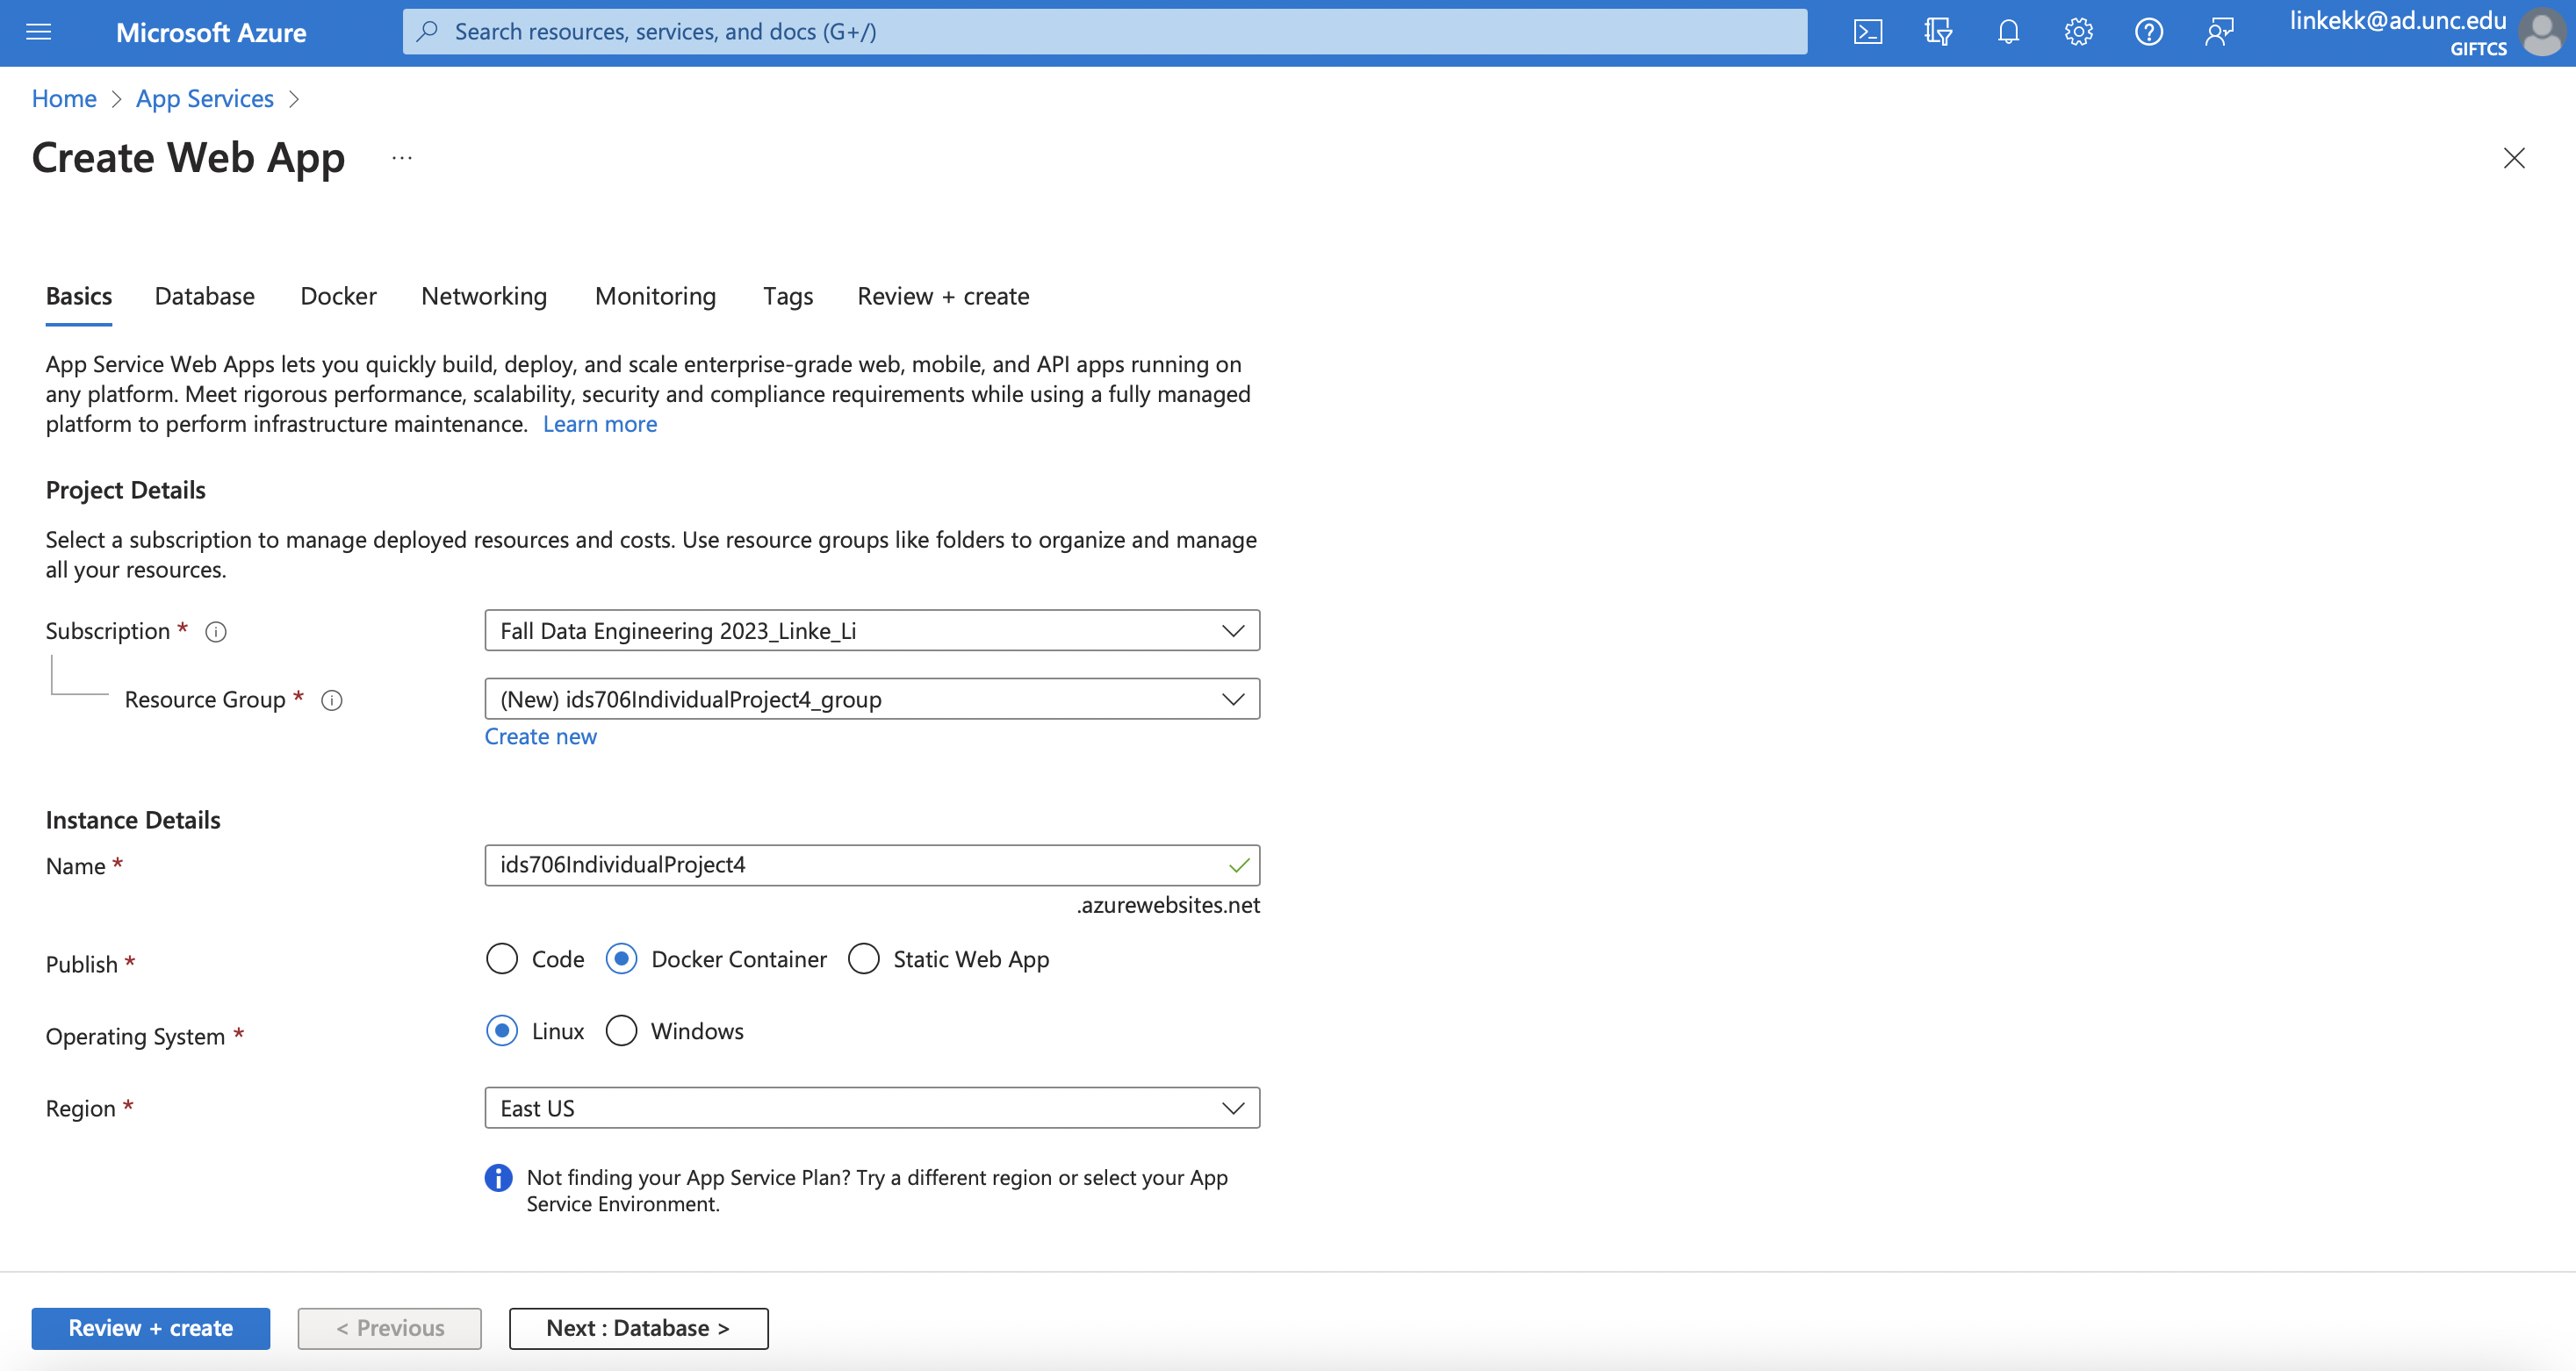 Microsoft Azure
Search resources, services, and docs (G+/)
linkekk@ad.unc.edu
GIFTCS
Home > App Services >
Create Web App ...
Basics Database Docker Networking Monitoring Tags Review + create
App Service Web Apps lets you quickly build, deploy, and scale enterprise-grade web, mobile, and API apps running on
any platform. Meet rigorous performance, scalability, security and compliance requirements while using a fully managed
platform to perform infrastructure maintenance. Learn more
Project Details
Select a subscription to manage deployed resources and costs. Use resource groups like folders to organize and manage
all your resources.
Subscription * Fall Data Engineering 2023_Linke_Li
Resource Group * (New) ids706IndividualProject4_group
Create new
Instance Details
Name * ids706IndividualProject4
.azurewebsites.net
Publish * Code Docker Container Static Web App
Operating System * Linux Windows
Region * East US
Not finding your App Service Plan? Try a different region or select your App
Service Environment.
Review + create < Previous Next : Database >